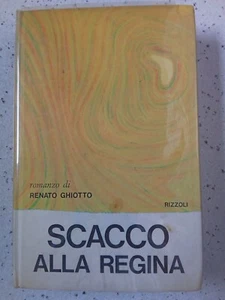 romanzo di
RENATO GHIOTTO
RIZZOLI
SCACCO
ALLA REGINA